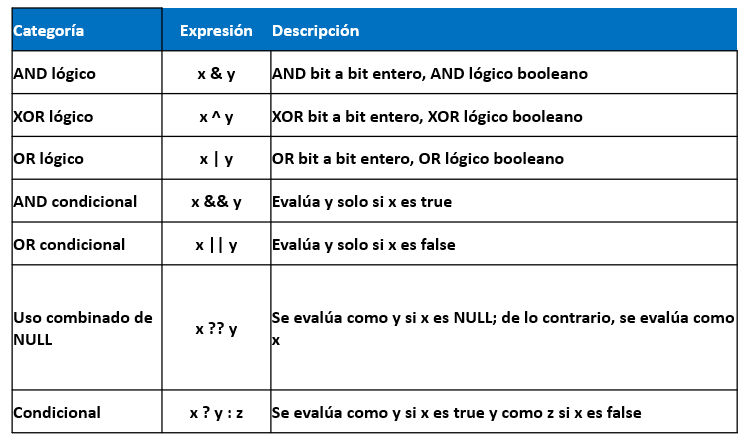 Categoría Expresión Descripción
AND lógico x & y AND bit a bit entero, AND lógico booleano
XOR lógico x ^ y XOR bit a bit entero, XOR lógico booleano
OR lógico x | y OR bit a bit entero, OR lógico booleano
AND condicional x && y Evalúa y solo si x es true
OR condicional x || y Evalúa y solo si x es false
Uso combinado de
NULL
x ?? y
Se evalúa como y si x es NULL; de lo contrario, se evalúa como
x
Condicional x ? y : z Se evalúa como y si x es true y como z si x es false